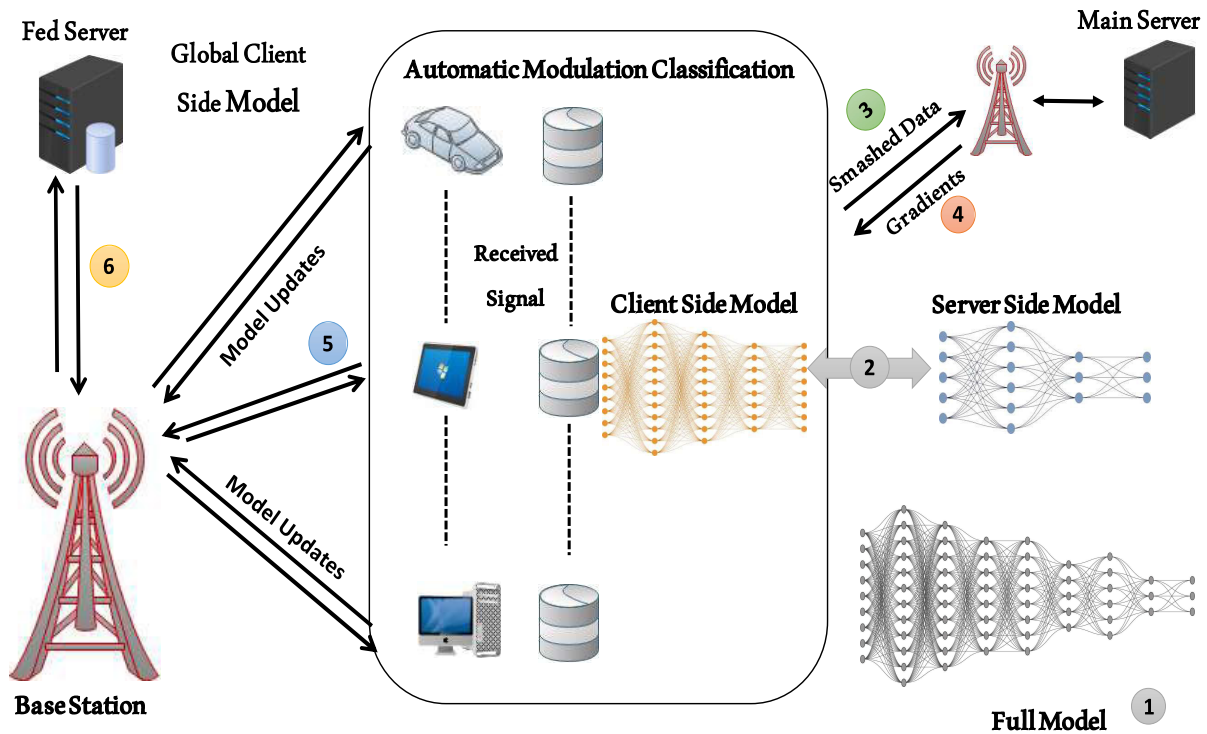 Fed Server
Global Client
Side Model
Automatic Modulation Classification
Main Server
3
Smashed Data
Gradients
4
6
Model Updates
Received
Signal
5
Client Side Model
Server Side Model
2
Model Updates
Base Station
Full Model
1